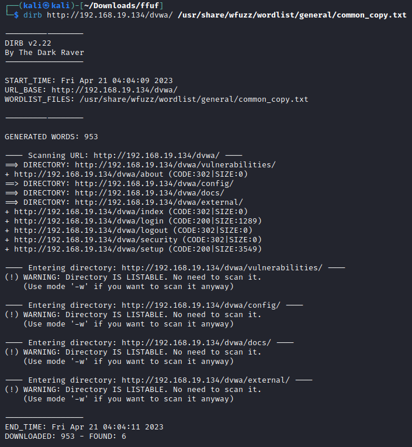 ┌──(kali㉿kali)-[~/Downloads/ffuf]
└─$ dirb http://192.168.19.134/dvwa/ /usr/share/wfuzz/wordlist/general/common_copy.txt
-----------------
DIRB v2.22
By The Dark Raver
-----------------
START_TIME: Fri Apr 21 04:04:09 2023
URL_BASE: http://192.168.19.134/dvwa/
WORDLIST_FILES: /usr/share/wfuzz/wordlist/general/common_copy.txt
-----------------
GENERATED WORDS: 953
---- Scanning URL: http://192.168.19.134/dvwa/ ----
==> DIRECTORY: http://192.168.19.134/dvwa/vulnerabilities/
+ http://192.168.19.134/dvwa/about (CODE:302|SIZE:0)
==> DIRECTORY: http://192.168.19.134/dvwa/config/
==> DIRECTORY: http://192.168.19.134/dvwa/docs/
==> DIRECTORY: http://192.168.19.134/dvwa/external/
+ http://192.168.19.134/dvwa/index (CODE:302|SIZE:0)
+ http://192.168.19.134/dvwa/login (CODE:200|SIZE:1289)
+ http://192.168.19.134/dvwa/logout (CODE:302|SIZE:0)
+ http://192.168.19.134/dvwa/security (CODE:302|SIZE:0)
+ http://192.168.19.134/dvwa/setup (CODE:200|SIZE:3549)
---- Entering directory: http://192.168.19.134/dvwa/vulnerabilities/ ----
(!) WARNING: Directory IS LISTABLE. No need to scan it.
(Use mode '-w' if you want to scan it anyway)
---- Entering directory: http://192.168.19.134/dvwa/config/ ----
(!) WARNING: Directory IS LISTABLE. No need to scan it.
(Use mode '-w' if you want to scan it anyway)
---- Entering directory: http://192.168.19.134/dvwa/docs/ ----
(!) WARNING: Directory IS LISTABLE. No need to scan it.
(Use mode '-w' if you want to scan it anyway)
---- Entering directory: http://192.168.19.134/dvwa/external/ ----
(!) WARNING: Directory IS LISTABLE. No need to scan it.
(Use mode '-w' if you want to scan it anyway)
-----------------
END_TIME: Fri Apr 21 04:04:11 2023
DOWNLOADED: 953 - FOUND: 6